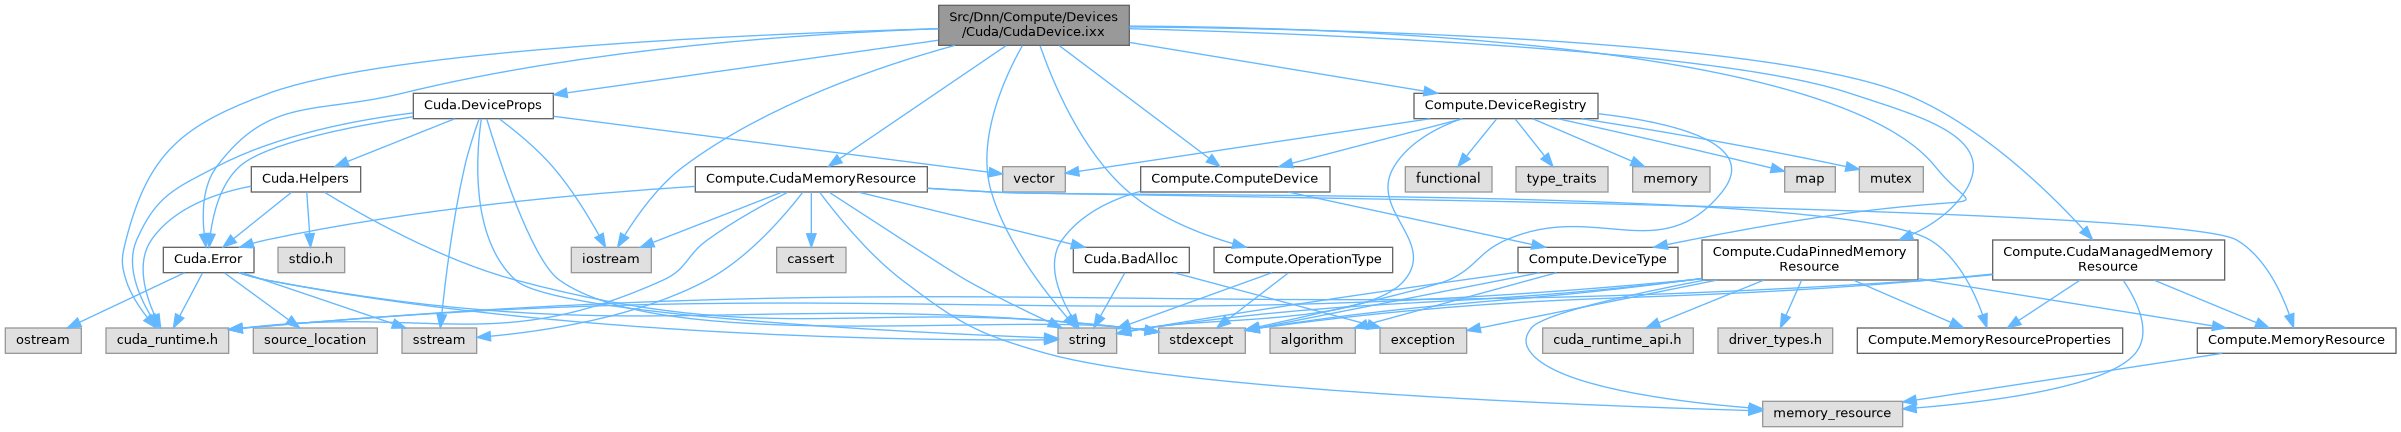 Src/Dnn/Compute/Devices
/Cuda/CudaDevice.ixx
Cuda.DeviceProps
Compute.DeviceRegistry
Cuda.Helpers
Compute.CudaMemoryResource
vector
Compute.ComputeDevice
functional
type_traits
memory
map
mutex
Cuda.Error
stdio.h
iostream
cassert
Cuda.BadAlloc
Compute.OperationType
Compute.DeviceType
Compute.CudaPinnedMemory
Resource
Compute.CudaManagedMemory
Resource
ostream
cuda_runtime.h
source_location
sstream
string
stdexcept
algorithm
exception
cuda_runtime_api.h
driver_types.h
Compute.MemoryResourceProperties
Compute.MemoryResource
memory_resource